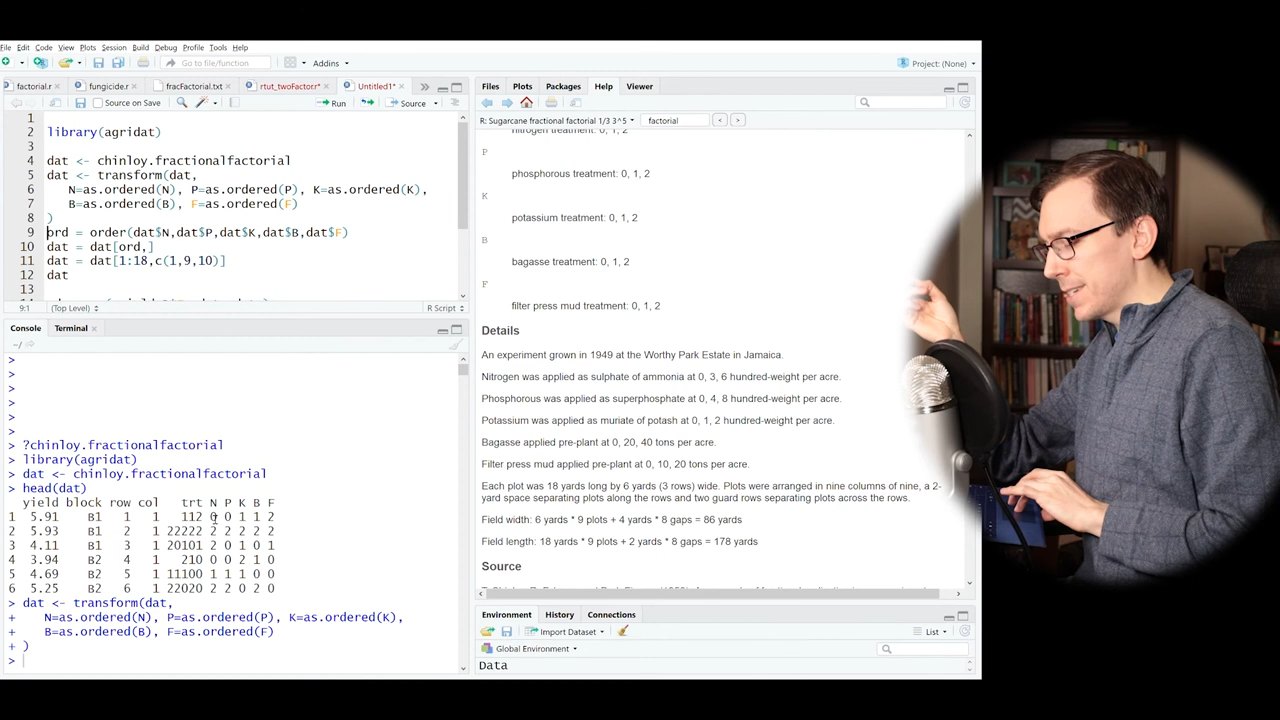 File Edit Code View Plots Session Build Debug Profile Tools Help
Go to file/function
Addins
Project: (None)
factorial.r
fungicide.r
fracFactorial.txt
rtut_twoFactor.r*
Untitled1*
Source on Save
Run
Source
1
2 library(agridat)
3
4 dat <- chinloy.fractionalfactorial
5 dat <- transform(dat,
6 N=as.ordered(N), P=as.ordered(P), K=as.ordered(K),
7 B=as.ordered(B), F=as.ordered(F)
8 )
9 ord = order(dat$N,dat$P,dat$K,dat$B,dat$F)
10 dat = dat[ord,]
11 dat = dat[1:18,c(1,9,10)]
12 dat
13
9:1 (Top Level) R Script
Console Terminal
~/
>
>
>
>
>
> ?chinloy.fractionalfactorial
> library(agridat)
> dat <- chinloy.fractionalfactorial
> head(dat)
yield block row col trt N P K B F
1 5.91 B1 1 1 112 0 0 1 1 2
2 5.93 B1 2 1 22222 2 2 2 2 2
3 4.11 B1 3 1 20101 2 0 1 0 1
4 3.94 B2 4 1 210 0 0 2 1 0
5 4.69 B2 5 1 11100 1 1 1 0 0
6 5.25 B2 6 1 22020 2 2 0 2 0
> dat <- transform(dat,
+ N=as.ordered(N), P=as.ordered(P), K=as.ordered(K),
+ B=as.ordered(B), F=as.ordered(F)
+ )
>
Files Plots Packages Help Viewer
R: Sugarcane fractional factorial 1/3 3^5
factorial
nitrogen treatment: 0, 1, 2
P
phosphorous treatment: 0, 1, 2
K
potassium treatment: 0, 1, 2
B
bagasse treatment: 0, 1, 2
F
filter press mud treatment: 0, 1, 2
Details
An experiment grown in 1949 at the Worthy Park Estate in Jamaica.
Nitrogen was applied as sulphate of ammonia at 0, 3, 6 hundred-weight per acre.
Phosphorous was applied as superphosphate at 0, 4, 8 hundred-weight per acre.
Potassium was applied as muriate of potash at 0, 1, 2 hundred-weight per acre.
Bagasse applied pre-plant at 0, 20, 40 tons per acre.
Filter press mud applied pre-plant at 0, 10, 20 tons per acre.
Each plot was 18 yards long by 6 yards (3 rows) wide. Plots were arranged in nine columns of nine, a 2-
yard space separating plots along the rows and two guard rows separating plots across the rows.
Field width: 6 yards * 9 plots + 4 yards * 8 gaps = 86 yards
Field length: 18 yards * 9 plots + 2 yards * 8 gaps = 178 yards
Source
Environment History Connections
Import Dataset
List
Global Environment
Data